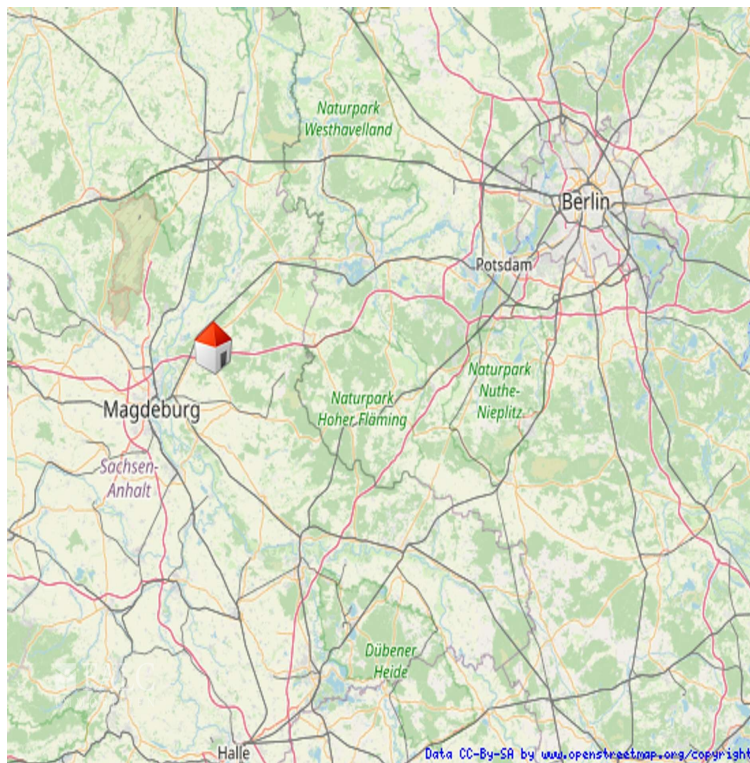 Naturpark
Westhavelland
Berlin
Potsdam
Naturpark
Nuthe-
Nieplitz
Naturpark
Hoher Fläming
Magdeburg
Sachsen-
Anhalt
Dübener
Heide
Halle
Data CC-By-SA by www.openstreetmap.org/copyright